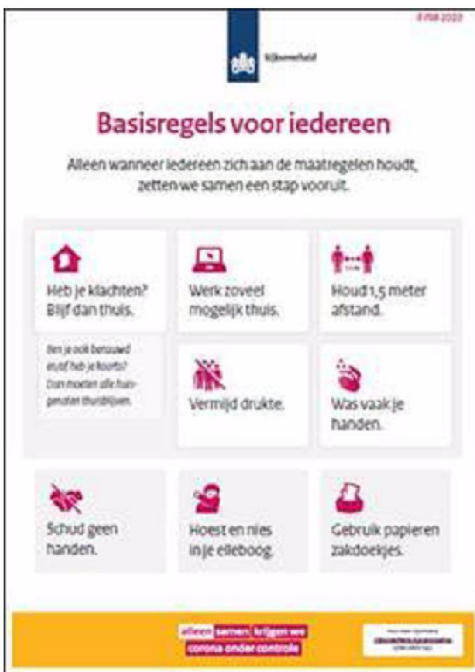 Rijksoverheid
Basisregels voor iedereen
Alleen wanneer iedereen zich aan de maatregelen houdt,
zetten we samen een stap vooruit.
Heb je klachten?
Blijf dan thuis.
Werk zoveel
mogelijk thuis.
Houd 1,5 meter
afstand.
Ben je ook benauwd
en/of heb je koorts?
Dan moeten alle huis-
genoten thuisblijven.
Vermijd drukte.
Was vaak je
handen.
Schud geen
handen.
Hoest en nies
in je elleboog.
Gebruik papieren
zakdoekjes.
alleen samen krijgen we
corona onder controle